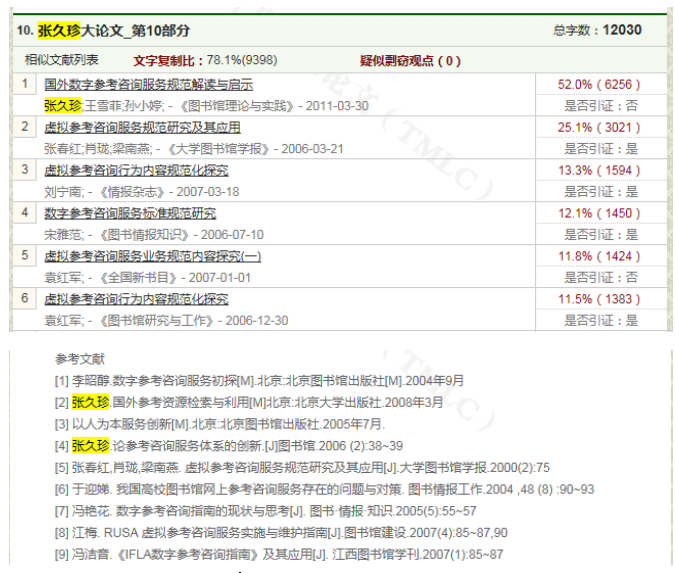 10. 张久珍大论文_第10部分 总字数：12030
相似文献列表 文字复制比：78.1%(9398) 疑似剽窃观点（0）
1 国外数字参考咨询服务规范解读与启示 52.0%（6256）
张久珍;王雪菲;孙小婷; - 《图书馆理论与实践》- 2011-03-30 是否引证：否
2 虚拟参考咨询服务规范研究及其应用 25.1%（3021）
张春红;肖珑;梁南燕; - 《大学图书馆学报》- 2006-03-21 是否引证：是
3 虚拟参考咨询行为内容规范化探究 13.3%（1594）
刘宁南; - 《情报杂志》- 2007-03-18 是否引证：是
4 数字参考咨询服务标准规范研究 12.1%（1450）
宋雅范; - 《图书情报知识》- 2006-07-10 是否引证：是
5 虚拟参考咨询服务业务规范内容探究(一) 11.8%（1424）
袁红军; - 《全国新书目》- 2007-01-01 是否引证：否
6 虚拟参考咨询行为内容规范化探究 11.5%（1383）
袁红军; - 《图书馆研究与工作》- 2006-12-30 是否引证：是
参考文献
[1] 李昭醇.数字参考咨询服务初探[M].北京:北京图书馆出版社[M].2004年9月
[2] 张久珍.国外参考资源检索与利用[M]北京:北京大学出版社.2008年3月
[3] 以人为本服务创新[M].北京:北京图书馆出版社.2005年7月.
[4] 张久珍.论参考咨询服务体系的创新.[J]图书馆.2006 (2):38~39
[5] 张春红,肖珑,梁南燕. 虚拟参考咨询服务规范研究及其应用[J].大学图书馆学报.2000(2):75
[6] 于迎娣. 我国高校图书馆网上参考咨询服务存在的问题与对策. 图书情报工作.2004 ,48 (8) :90~93
[7] 冯艳花. 数字参考咨询指南的现状与思考[J]. 图书·情报·知识.2005(5):55~57
[8] 江梅. RUSA 虚拟参考咨询服务实施与维护指南[J].图书馆建设.2007(4):85~87,90
[9] 冯洁音.《IFLA数字参考咨询指南》及其应用[J]. 江西图书馆学刊.2007(1):85~87